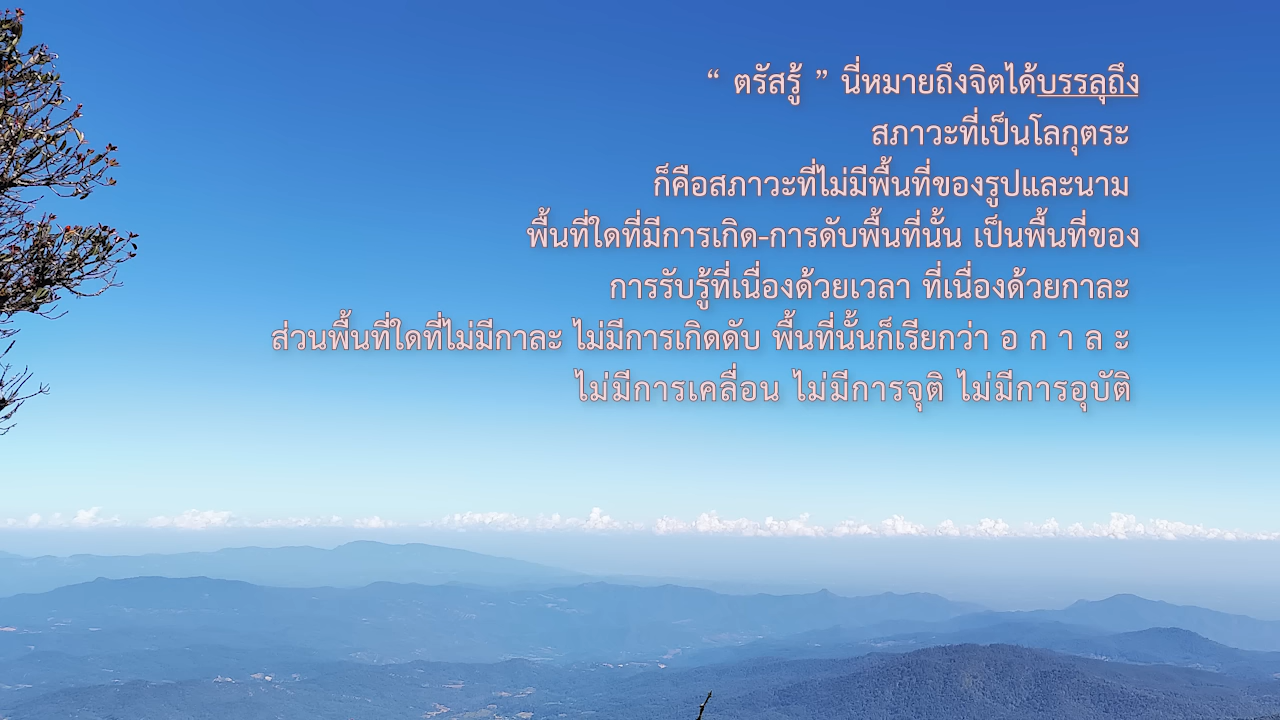 “ ตรัสรู้ ” นี่หมายถึงจิตได้บรรลุถึง
สภาวะที่เป็นโลกุตระ
ก็คือสภาวะที่ไม่มีพื้นที่ของรูปและนาม
พื้นที่ใดที่มีการเกิด-การดับพื้นที่นั้น เป็นพื้นที่ของ
การรับรู้ที่เนื่องด้วยเวลา ที่เนื่องด้วยกาละ
ส่วนพื้นที่ใดที่ไม่มีกาละ ไม่มีการเกิดดับ พื้นที่นั้นก็เรียกว่า อ ก า ล ะ
ไม่มีการเคลื่อน ไม่มีการจุติ ไม่มีการอุบัติ